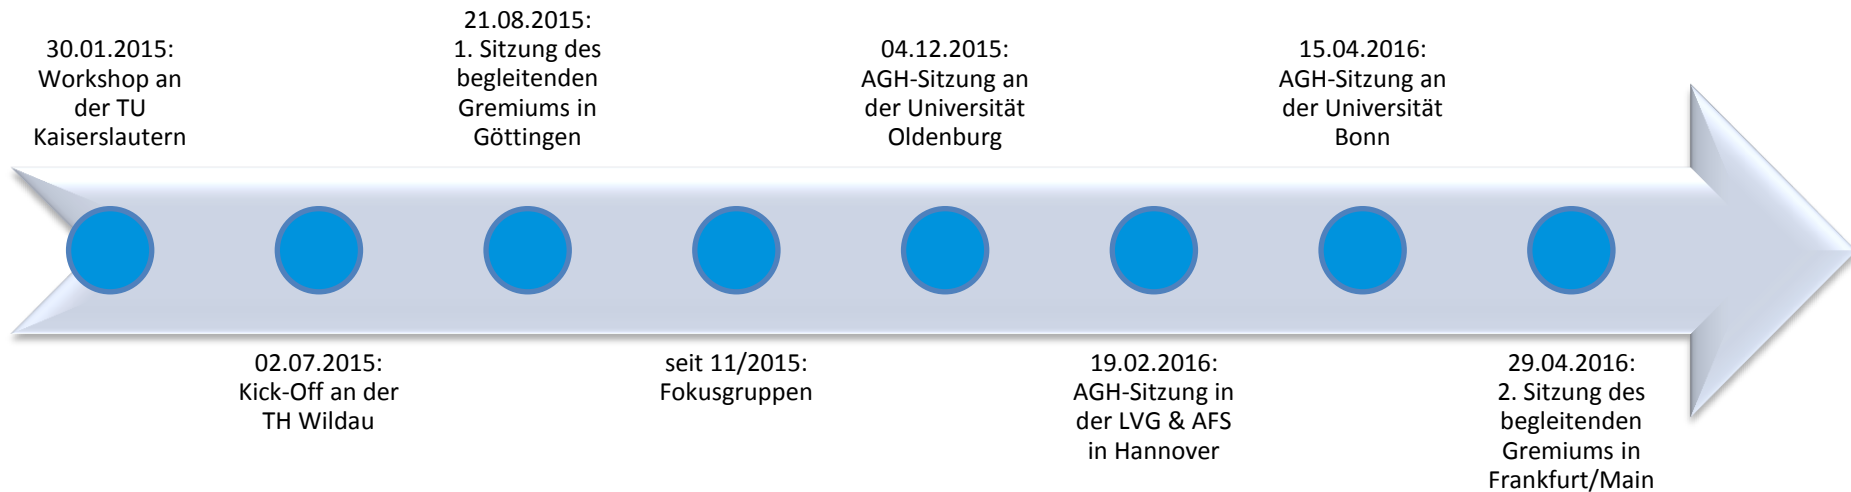 30.01.2015:
Workshop an
der TU
Kaiserslautern
02.07.2015:
Kick-Off an der
TH Wildau
21.08.2015:
1. Sitzung des
begleitenden
Gremiums in
Göttingen
seit 11/2015:
Fokusgruppen
04.12.2015:
AGH-Sitzung an
der Universität
Oldenburg
19.02.2016:
AGH-Sitzung in
der LVG & AFS
in Hannover
15.04.2016:
AGH-Sitzung an
der Universität
Bonn
29.04.2016:
2. Sitzung des
begleitenden
Gremiums in
Frankfurt/Main